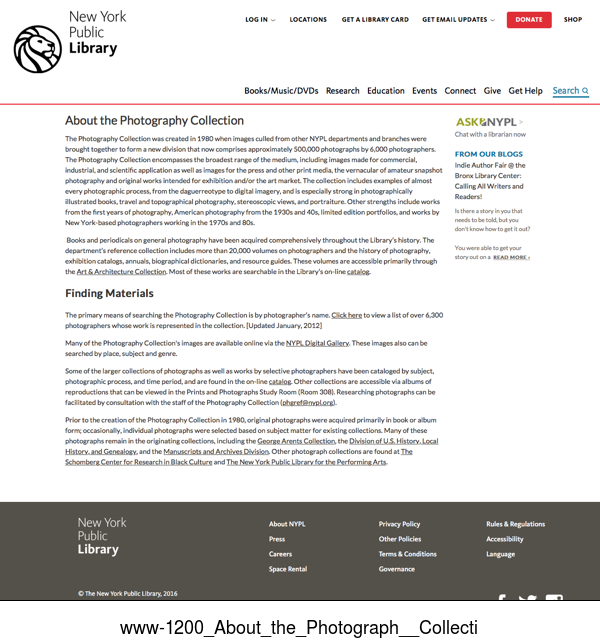 New York
Public
Library
LOG IN
LOCATIONS
GET A LIBRARY CARD
GET EMAIL UPDATES
DONATE
SHOP
Books/Music/DVDs
Research
Education
Events
Connect
Give
Get Help
Search
About the Photography Collection
The Photography Collection was created in 1980 when images culled from other NYPL departments and branches were
brought together to form a new division that now comprises approximately 500,000 photographs by 6,000 photographers.
The Photography Collection encompasses the broadest range of the medium, including images made for commercial,
industrial, and scientific application as well as images for the press and other print media, the vernacular of amateur snapshot
photography and original works intended for exhibition and/or the art market. The collection includes examples of almost
every photographic process, from the daguerreotype to digital imagery, and is especially strong in photographically
illustrated books, travel and topographical photography, stereoscopic views, and portraiture. Other strengths include works
from the first years of photography, American photography from the 1930s and 40s, limited edition portfolios, and works by
New York-based photographers working in the 1970s and 80s.
Books and periodicals on general photography have been acquired comprehensively throughout the Library's history. The
department's reference collection includes more than 20,000 volumes on photographers and the history of photography,
exhibition catalogs, annuals, biographical dictionaries, and resource guides. These volumes are accessible primarily through
the Art & Architecture Collection. Most of these works are searchable in the Library's on-line catalog.
Finding Materials
The primary means of searching the Photography Collection is by photographer's name. Click here to view a list of over 6,300
photographers whose work is represented in the collection. [Updated January, 2012]
Many of the Photography Collection's images are available online via the NYPL Digital Gallery. These images also can be
searched by place, subject and genre.
Some of the larger collections of photographs as well as works by selective photographers have been cataloged by subject,
photographic process, and time period, and are found in the on-line catalog. Other collections are accessible via albums of
reproductions that can be viewed in the Prints and Photographs Study Room (Room 308). Researching photographs can be
facilitated by consultation with the staff of the Photography Collection (phgref@nypl.org).
Prior to the creation of the Photography Collection in 1980, original photographs were acquired primarily in book or album
form; occasionally, individual photographs were selected based on subject matter for existing collections. Many of these
photographs remain in the originating collections, including the George Arents Collection, the Division of U.S. History, Local
History, and Genealogy, and the Manuscripts and Archives Division. Other photograph collections are found at The
Schomberg Center for Research in Black Culture and The New York Public Library for the Performing Arts.
ASK NYPL >
Chat with a librarian now
FROM OUR BLOGS
Indie Author Fair @ the
Bronx Library Center:
Calling All Writers and
Readers!
Is there a story in you that
needs to be told, but you
don't know how to get it out?
You were able to get your
story out on a READ MORE ›
New York
Public
Library
About NYPL
Press
Careers
Space Rental
Privacy Policy
Other Policies
Terms & Conditions
Governance
Rules & Regulations
Accessibility
Language
© The New York Public Library, 2016
www-1200_About_the_Photograph__Collecti